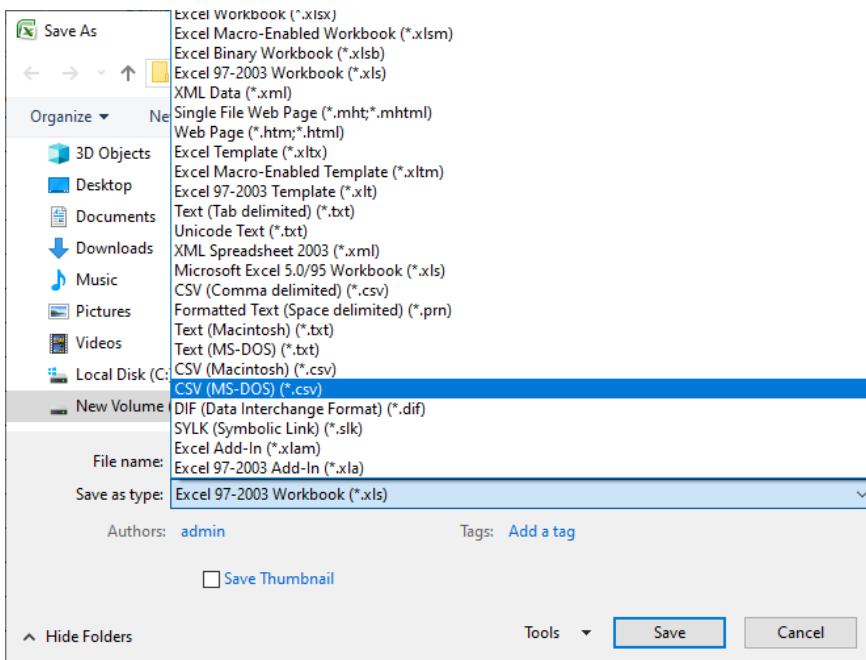 Save As
Excel Workbook (*.xlsx)
Excel Macro-Enabled Workbook (*.xlsm)
Excel Binary Workbook (*.xlsb)
Excel 97-2003 Workbook (*.xls)
XML Data (*.xml)
Single File Web Page (*.mht;*.mhtml)
Web Page (*.htm;*.html)
Excel Template (*.xltx)
Excel Macro-Enabled Template (*.xltm)
Excel 97-2003 Template (*.xlt)
Text (Tab delimited) (*.txt)
Unicode Text (*.txt)
XML Spreadsheet 2003 (*.xml)
Microsoft Excel 5.0/95 Workbook (*.xls)
CSV (Comma delimited) (*.csv)
Formatted Text (Space delimited) (*.prn)
Text (Macintosh) (*.txt)
Text (MS-DOS) (*.txt)
CSV (Macintosh) (*.csv)
CSV (MS-DOS) (*.csv)
DIF (Data Interchange Format) (*.dif)
SYLK (Symbolic Link) (*.slk)
Excel Add-In (*.xlam)
Excel 97-2003 Add-In (*.xla)
Organize
3D Objects
Desktop
Documents
Downloads
Music
Pictures
Videos
Local Disk (C:
New Volume (
File name:
Save as type: Excel 97-2003 Workbook (*.xls)
Authors: admin Tags: Add a tag
Save Thumbnail
Hide Folders Tools Save Cancel